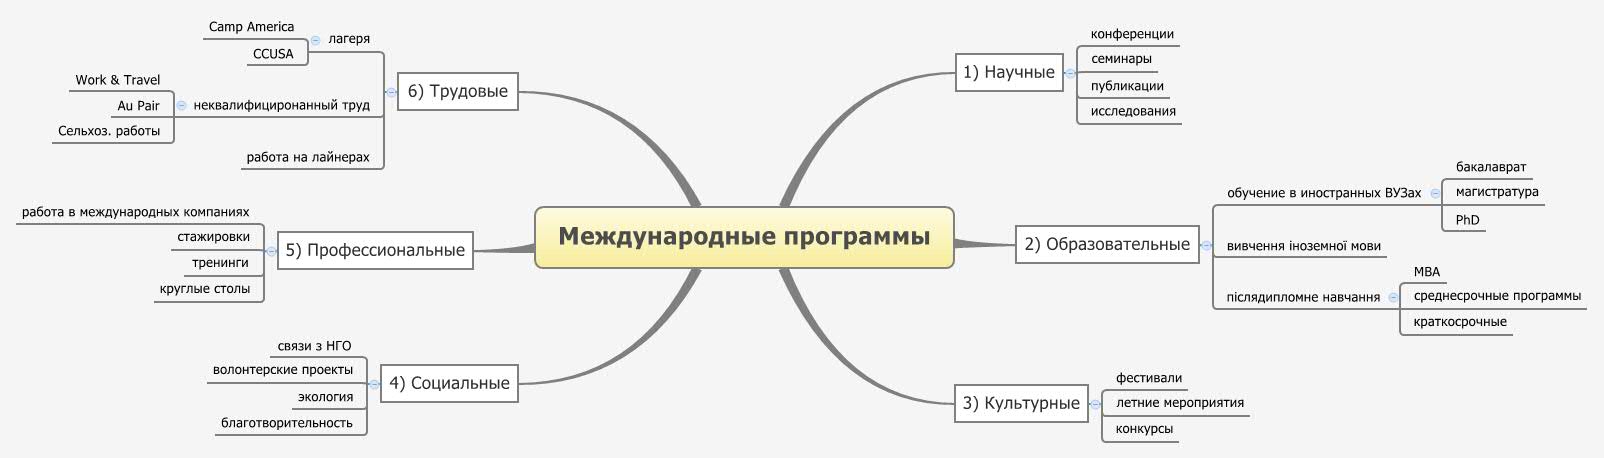 Международные программы
1) Научные
конференции
семинары
публикации
исследования
2) Образовательные
обучение в иностранных ВУЗах
бакалаврат
магистратура
PhD
вивчення іноземної мови
післядипломне навчання
MBA
среднесрочные программы
краткосрочные
3) Культурные
фестивали
летние мероприятия
конкурсы
4) Социальные
связи з НГО
волонтерские проекты
экология
благотворительность
5) Профессиональные
работа в международных компаниях
стажировки
тренинги
круглые столы
6) Трудовые
лагеря
Camp America
CCUSA
неквалифициронанный труд
Work & Travel
Au Pair
Сельхоз. работы
работа на лайнерах